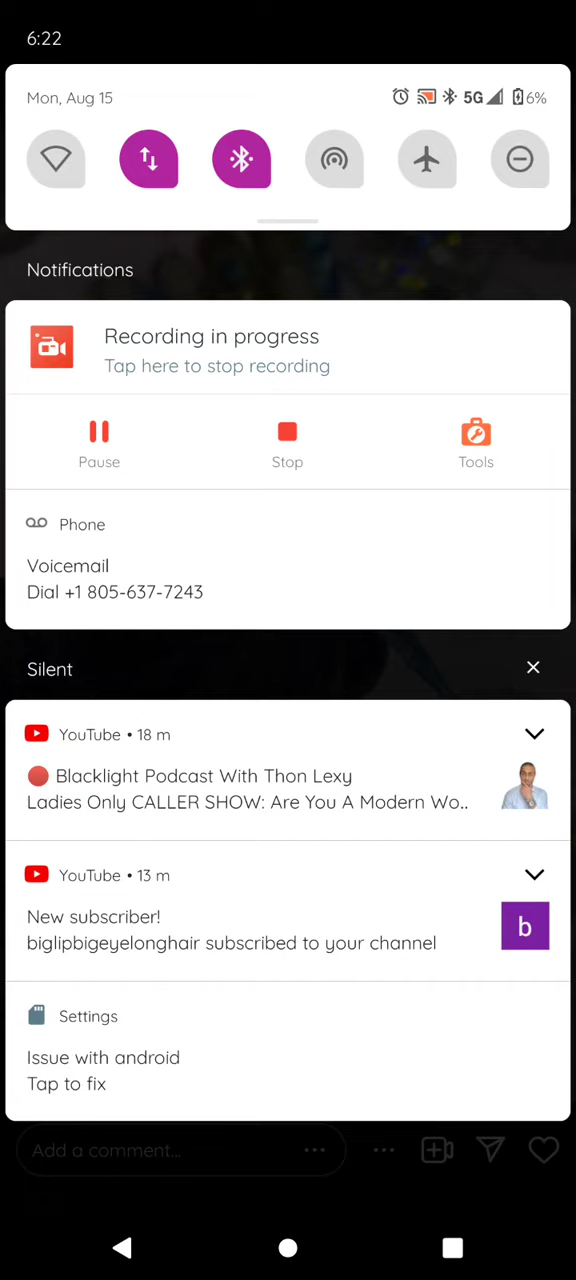 6:22
Mon, Aug 15
5G 6%
Notifications
Recording in progress
Tap here to stop recording
Pause
Stop
Tools
Phone
Voicemail
Dial +1 805-637-7243
Silent
YouTube • 18 m
🔴 Blacklight Podcast With Thon Lexy
Ladies Only CALLER SHOW: Are You A Modern Wo..
YouTube • 13 m
New subscriber!
biglipbigeyelonghair subscribed to your channel
b
Settings
Issue with android
Tap to fix
Add a comment...